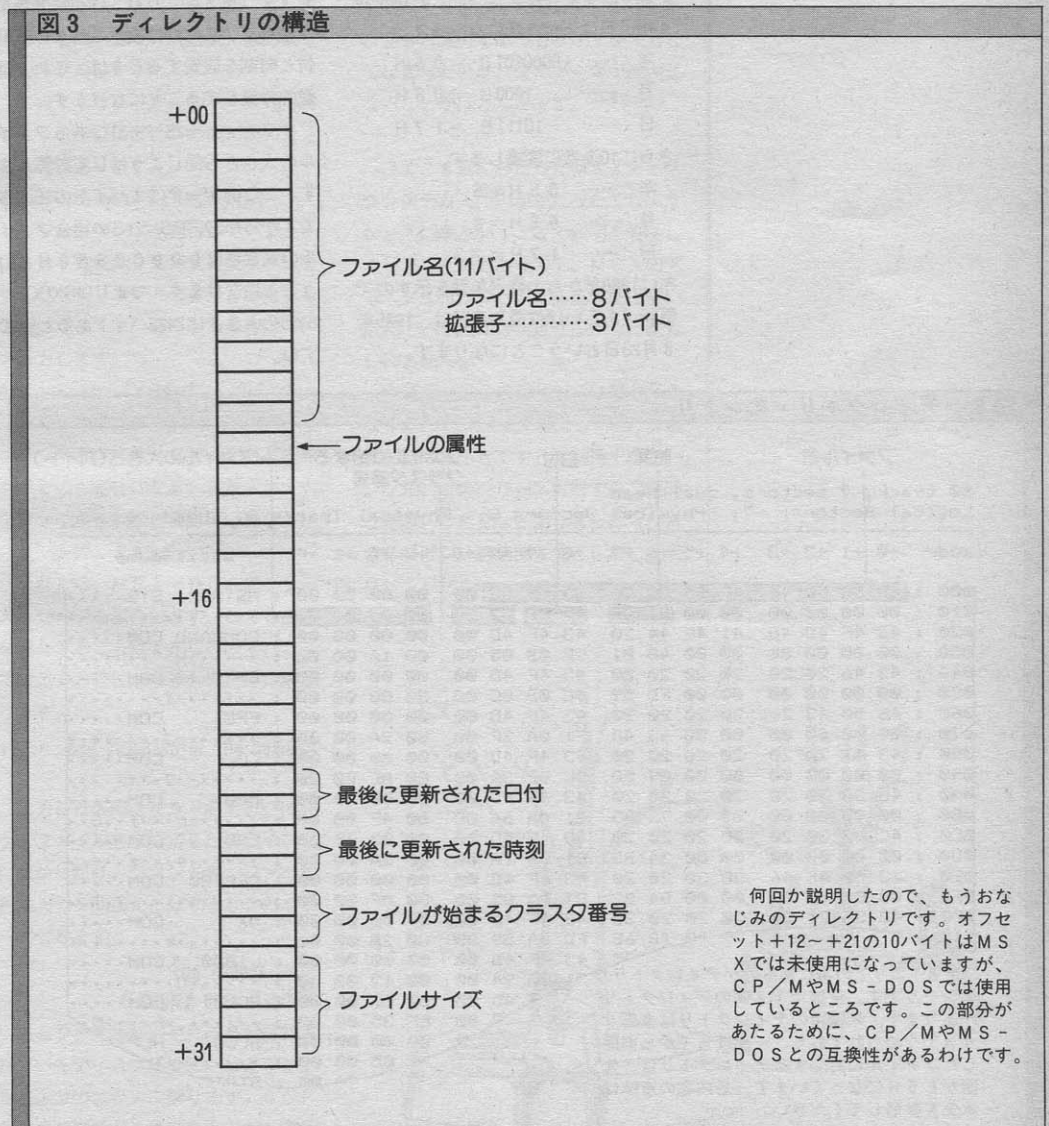 図3 ディレクトリの構造
+00
ファイル名(11バイト)
ファイル名……8バイト
拡張子…………3バイト
ファイルの属性
+16
最後に更新された日付
最後に更新された時刻
ファイルが始まるクラスタ番号
ファイルサイズ
+31
何回か説明したので、もうおな
じみのディレクトリです。オフセ
ット+12~+21の10バイトはMS
Xでは未使用になっていますが、
CP/MやMS-DOSでは使用
しているところです。この部分が
あたるために、CP/MやMS-
DOSとの互換性があるわけです。